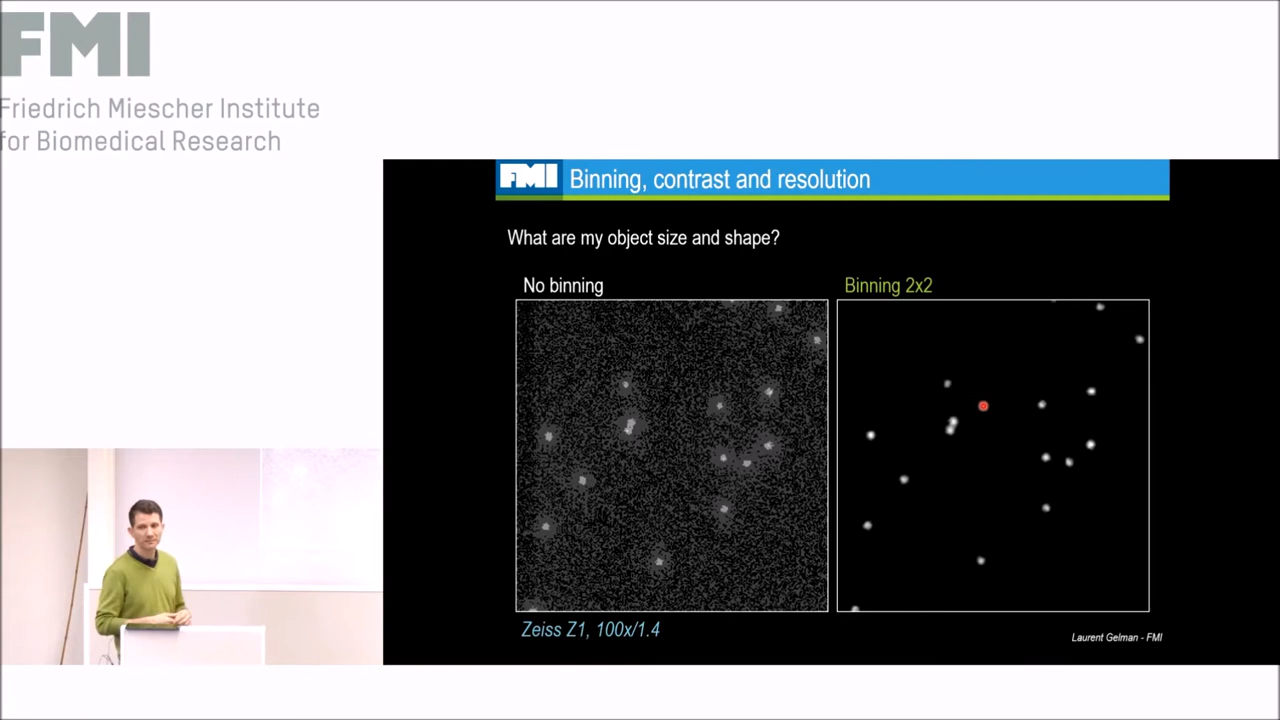 FMI
Friedrich Miescher Institute
for Biomedical Research
FMI Binning, contrast and resolution
What are my object size and shape?
No binning
Binning 2x2
Zeiss Z1, 100x/1.4
Laurent Gelman - FMI